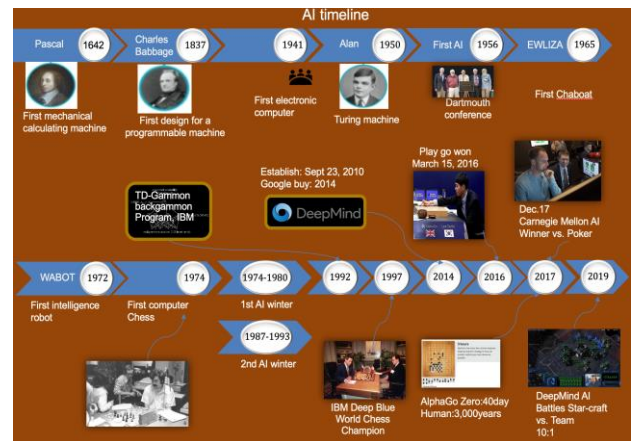 AI timeline
Pascal
1642
Charles
Babbage
1837
1941
Alan
1950
First AI
1956
EWLIZA
1965
First mechanical
calculating machine
First design for a
programmable machine
First electronic
computer
Turing machine
Dartmouth
conference
First Chaboat
TD-Gammon
backgammon
Program, IBM
Establish: Sept 23, 2010
Google buy: 2014
DeepMind
Play go won
March 15, 2016
Dec.17
Carnegie Mellon AI
Winner vs. Poker
WABOT
1972
1974
1974-1980
1992
1997
2014
2016
2017
2019
First intelligence
robot
First computer
Chess
1st AI winter
1987-1993
2nd AI winter
IBM Deep Blue
World Chess
Champion
AlphaGo Zero:40day
Human:3,000years
DeepMind AI
Battles Star-craft
vs. Team
10:1